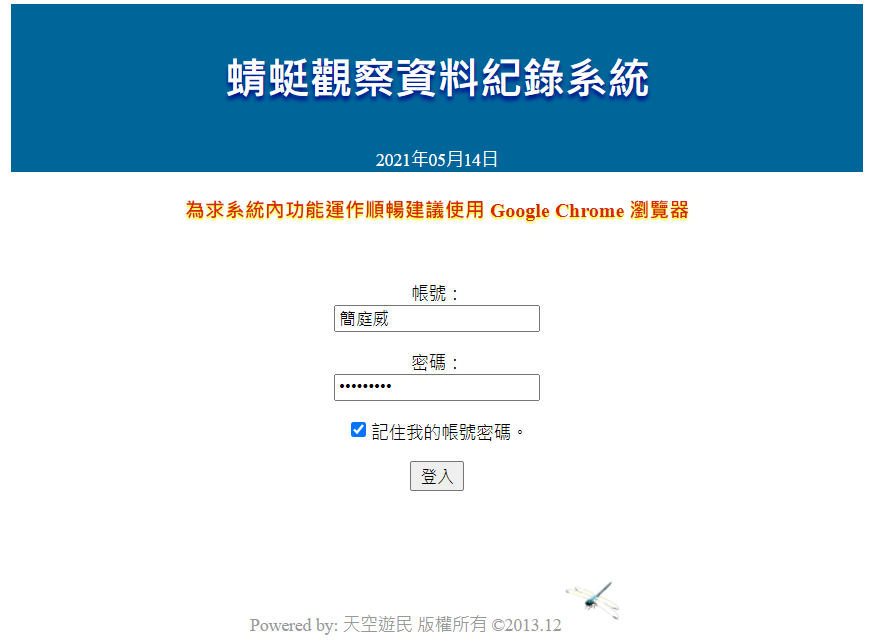 蜻蜓觀察資料紀錄系統
2021年05月14日
為求系統內功能運作順暢建議使用 Google Chrome 瀏覽器
帳號：
簡庭威
密碼：
•••••••••
記住我的帳號密碼。
登入
Powered by: 天空遊民 版權所有 ©2013.12